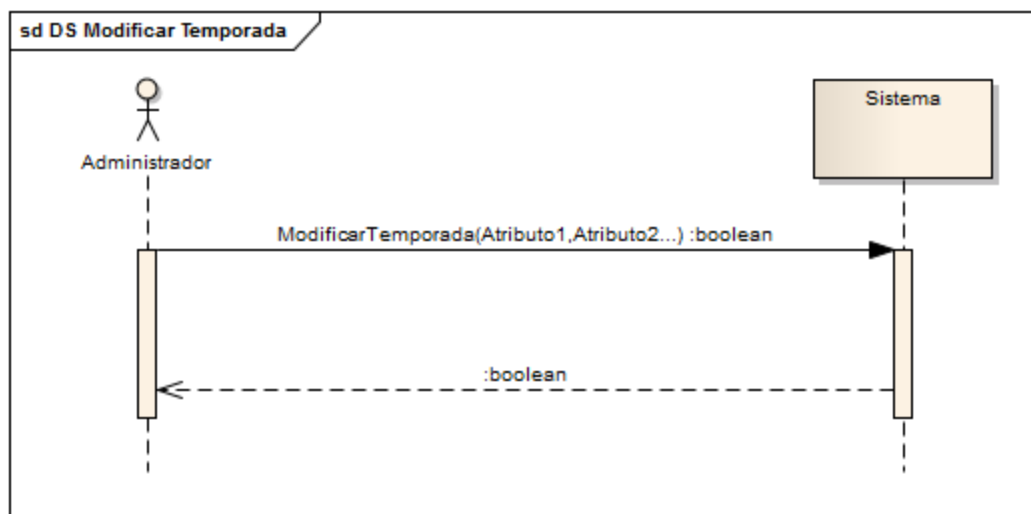 sd DS Modificar Temporada
Sistema
Administrador
ModificarTemporada(Atributo1,Atributo2...) :boolean
:boolean